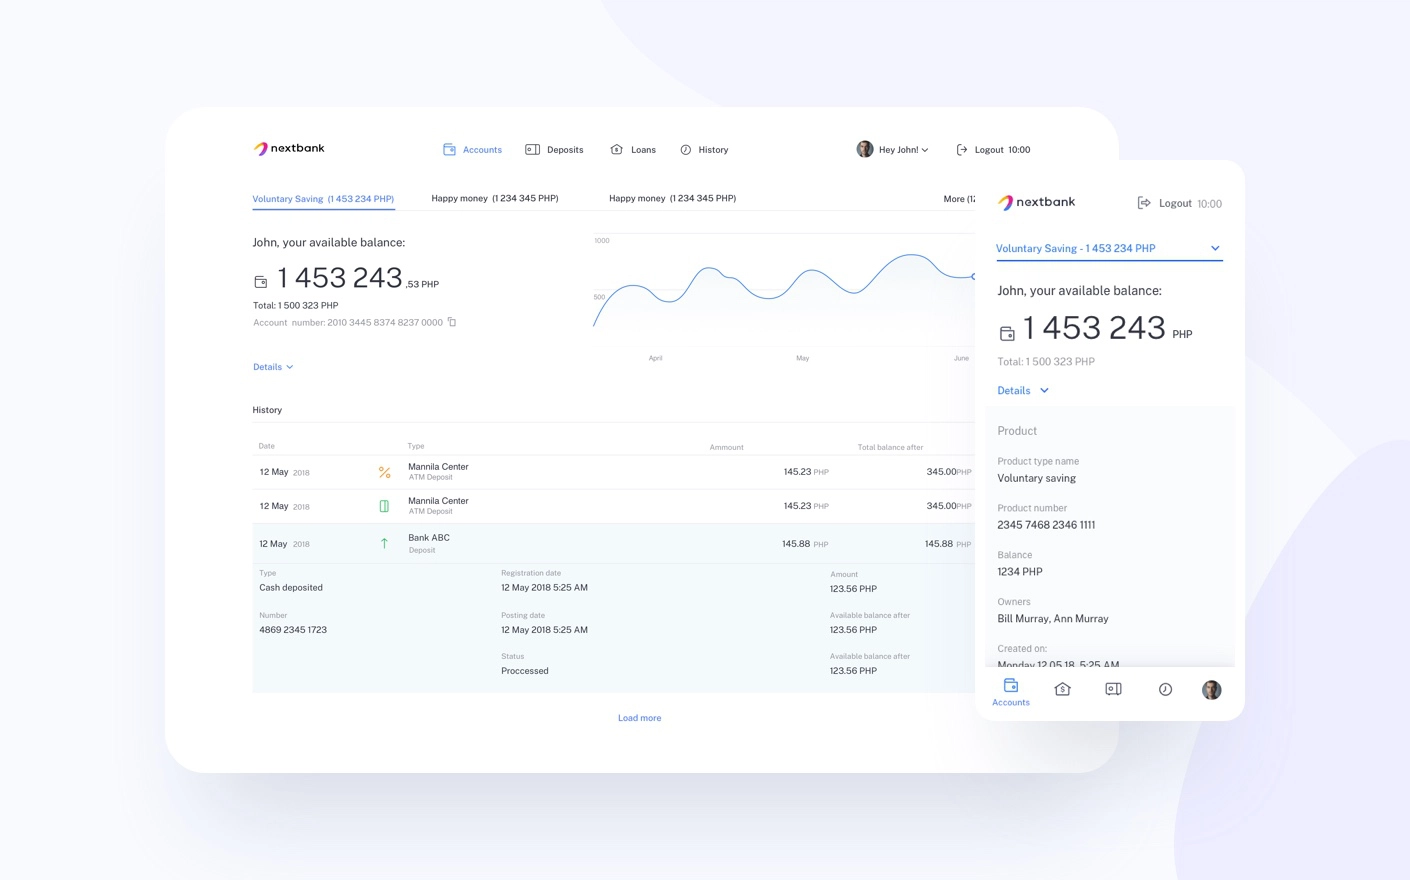 nextbank
Accounts Deposits Loans History
Hey John! Logout 10:00
Voluntary Saving (1 453 234 PHP) Happy money (1 234 345 PHP) Happy money (1 234 345 PHP) More (12
John, your available balance:
1 453 243 ,53 PHP
Total: 1 500 323 PHP
Account number: 2010 3445 8374 8237 0000
Details
1000
500
April May June
History
Date Type Ammount Total balance after
12 May 2018 Mannila Center 145.23 PHP 345.00PHP
ATM Deposit
12 May 2018 Mannila Center 145.23 PHP 345.00PHP
ATM Deposit
12 May 2018 Bank ABC 145.88 PHP 145.88 PHP
Deposit
Type Registration date Amount
Cash deposited 12 May 2018 5:25 AM 123.56 PHP
Number Posting date Available balance after
4869 2345 1723 12 May 2018 5:25 AM 123.56 PHP
Status Available balance after
Proccessed 123.56 PHP
Load more
nextbank Logout 10:00
Voluntary Saving - 1 453 234 PHP
John, your available balance:
1 453 243 PHP
Total: 1 500 323 PHP
Details
Product
Product type name
Voluntary saving
Product number
2345 7468 2346 1111
Balance
1234 PHP
Owners
Bill Murray, Ann Murray
Created on:
Monday 12.05.18, 5:25 AM
Accounts